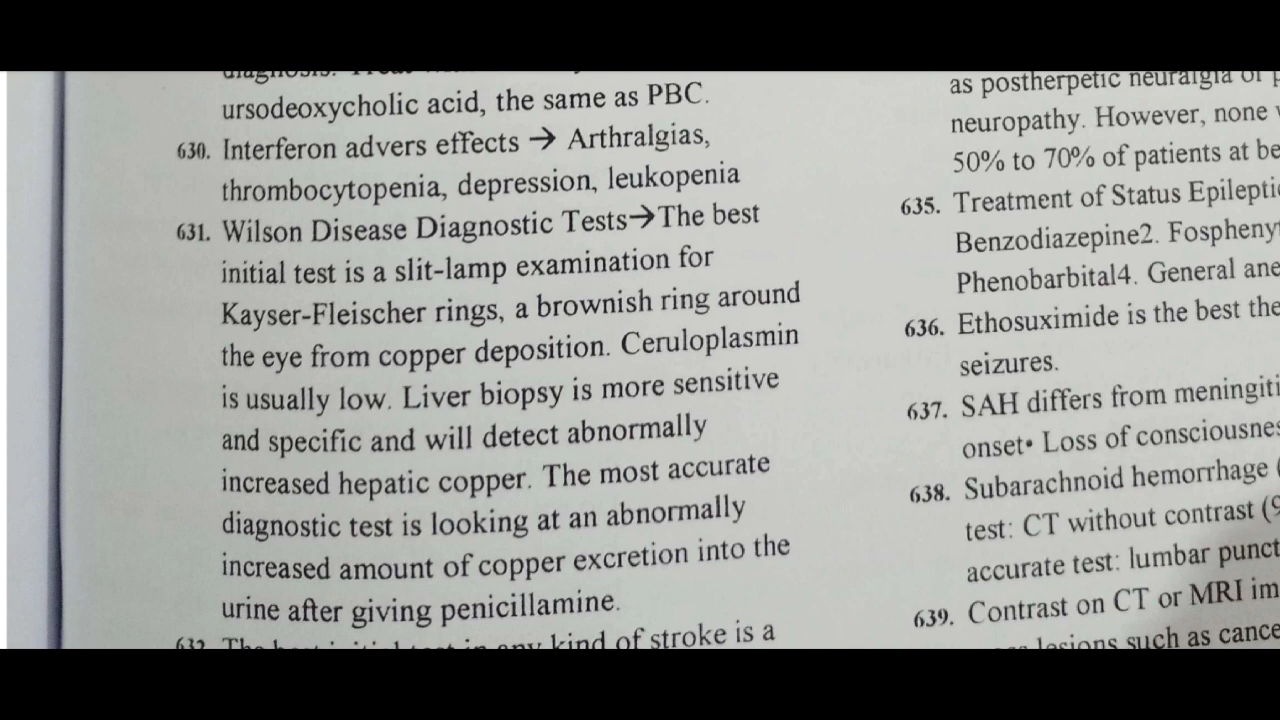 ursodeoxycholic acid, the same as PBC.
630. Interferon advers effects → Arthralgias,
thrombocytopenia, depression, leukopenia
631. Wilson Disease Diagnostic Tests→The best
initial test is a slit-lamp examination for
Kayser-Fleischer rings, a brownish ring around
the eye from copper deposition. Ceruloplasmin
is usually low. Liver biopsy is more sensitive
and specific and will detect abnormally
increased hepatic copper. The most accurate
diagnostic test is looking at an abnormally
increased amount of copper excretion into the
urine after giving penicillamine.
kind of stroke is a
as postherpetic neuralgia or
neuropathy. However, none
50% to 70% of patients at be
635. Treatment of Status Epileptic
Benzodiazepine2. Fospheny
Phenobarbital4. General ane
636. Ethosuximide is the best the
seizures.
637. SAH differs from meningiti
onset• Loss of consciousnes
638. Subarachnoid hemorrhage (
test: CT without contrast (9
accurate test: lumbar punct
639. Contrast on CT or MRI im
lesions such as cance